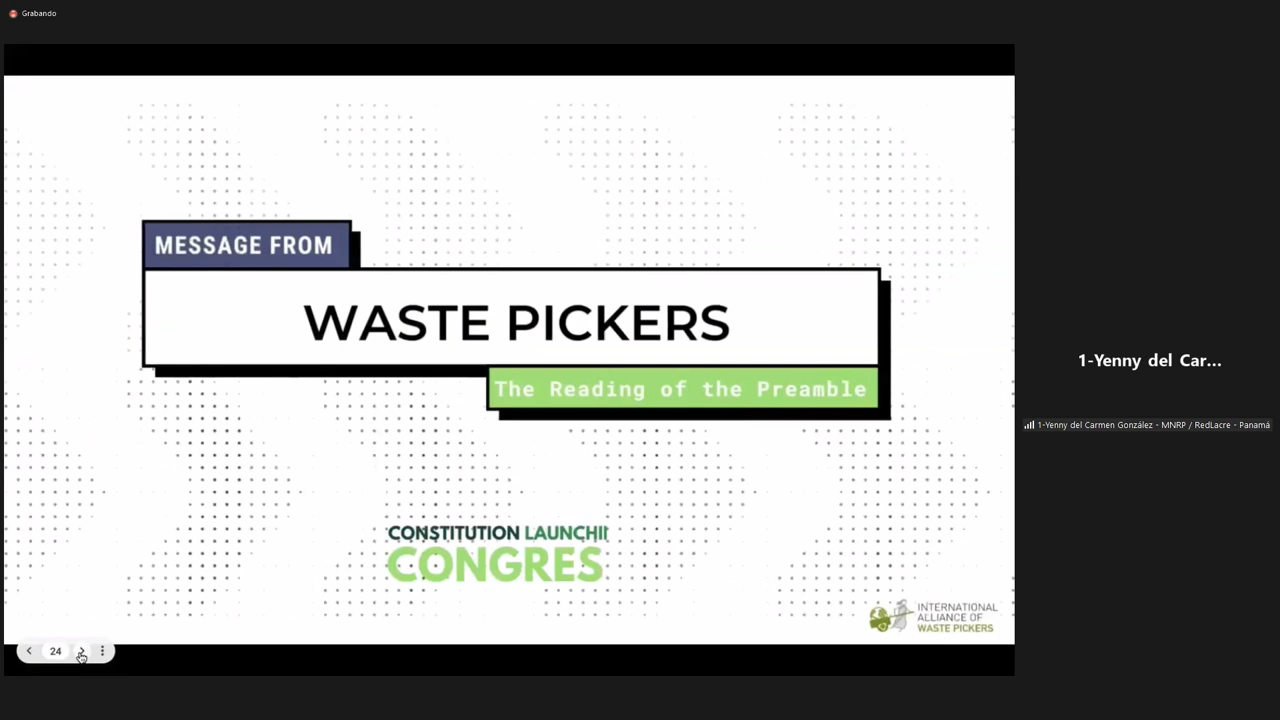 Grabando
MESSAGE FROM
WASTE PICKERS
The Reading of the Preamble
CONSTITUTION LAUNCHII
CONGRES
INTERNATIONAL
ALLIANCE OF
WASTE PICKERS
24
1-Yenny del Car...
1-Yenny del Carmen González - MNRP / RedLacre - Panamá